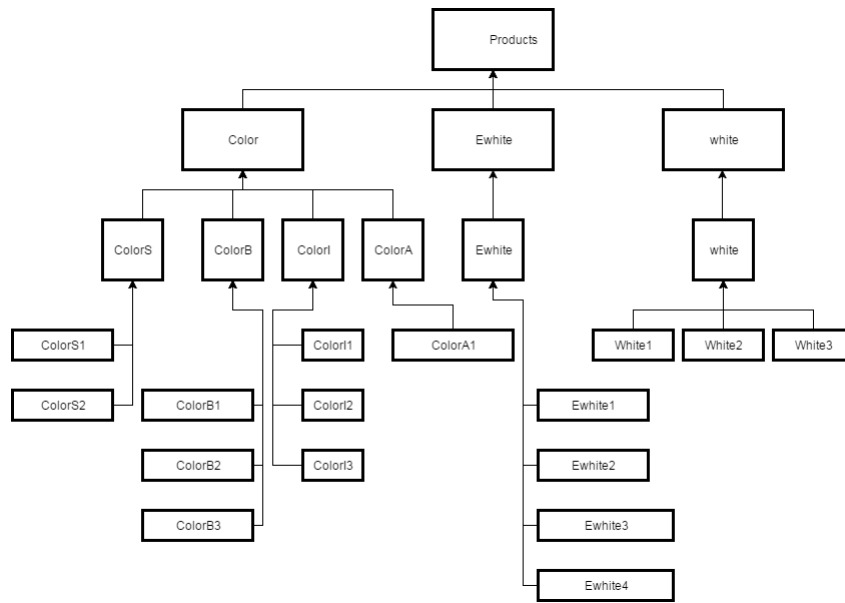 Products
Color
Ewhite
white
ColorS
ColorB
ColorI
ColorA
Ewhite
white
ColorS1
ColorI1
ColorA1
White1
White2
White3
ColorS2
ColorB1
ColorI2
Ewhite1
ColorB2
ColorI3
Ewhite2
ColorB3
Ewhite3
Ewhite4